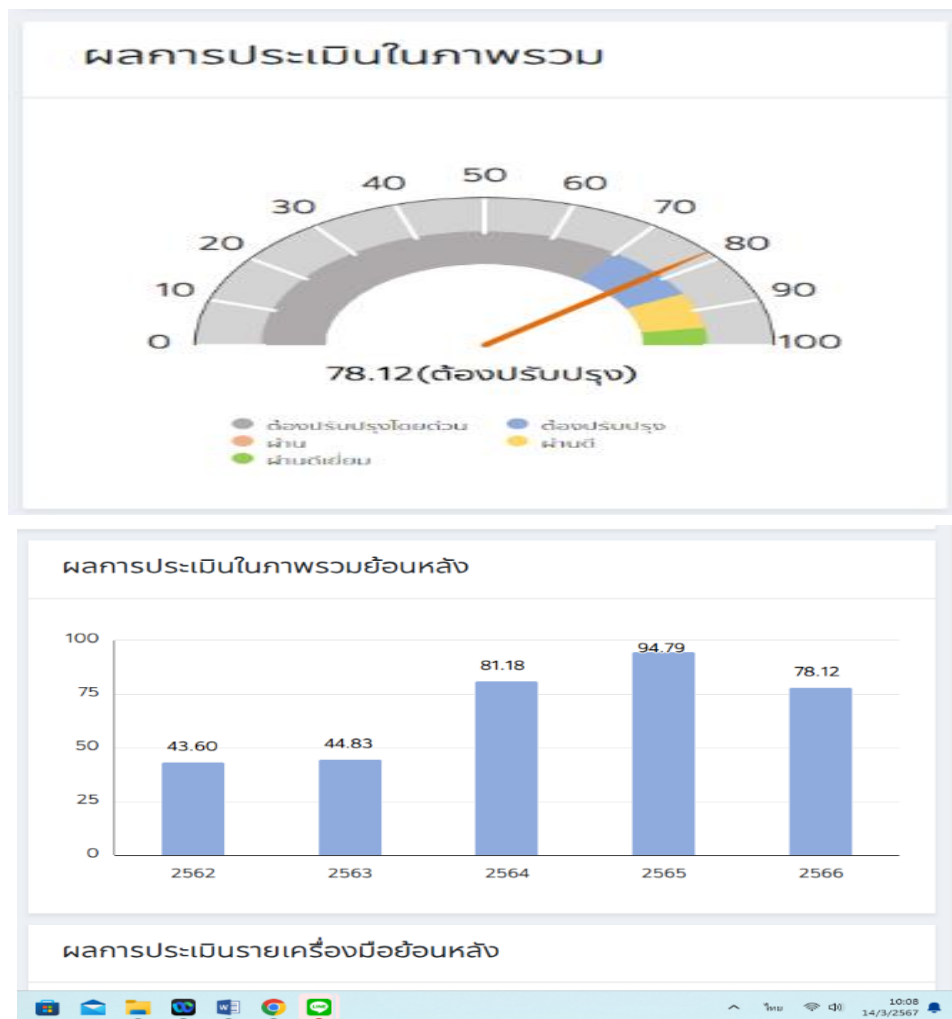 ผลการประเมินในภาพรวม
0 10 20 30 40 50 60 70 80 90 100
78.12(ต้องปรับปรุง)
ต้องปรับปรุงโดยด่วน ต้องปรับปรุง
ผ่าน ผ่านดี
ผ่านดีเยี่ยม
ผลการประเมินในภาพรวมย้อนหลัง
100
75
50
25
0
43.60 44.83 81.18 94.79 78.12
2562 2563 2564 2565 2566
ผลการประเมินรายเครื่องมือย้อนหลัง
ไทย 10:08
14/3/2567